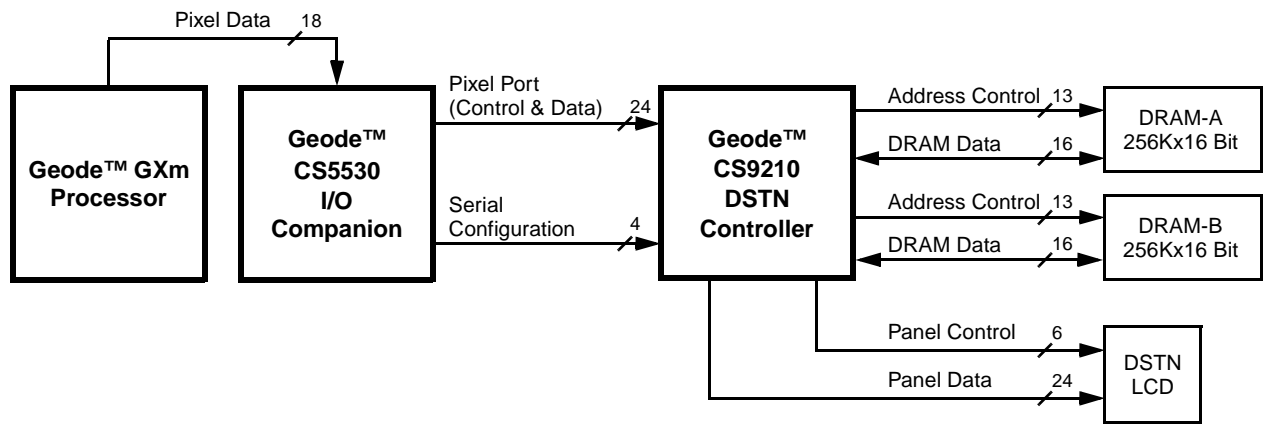 Pixel Data 18
Geode™ GXm
Processor
Geode™
CS5530
I/O
Companion
Pixel Port
(Control & Data) 24
Serial
Configuration 4
Geode™
CS9210
DSTN
Controller
Address Control 13
DRAM Data 16
DRAM-A
256Kx16 Bit
Address Control 13
DRAM Data 16
DRAM-B
256Kx16 Bit
Panel Control 6
Panel Data 24
DSTN
LCD